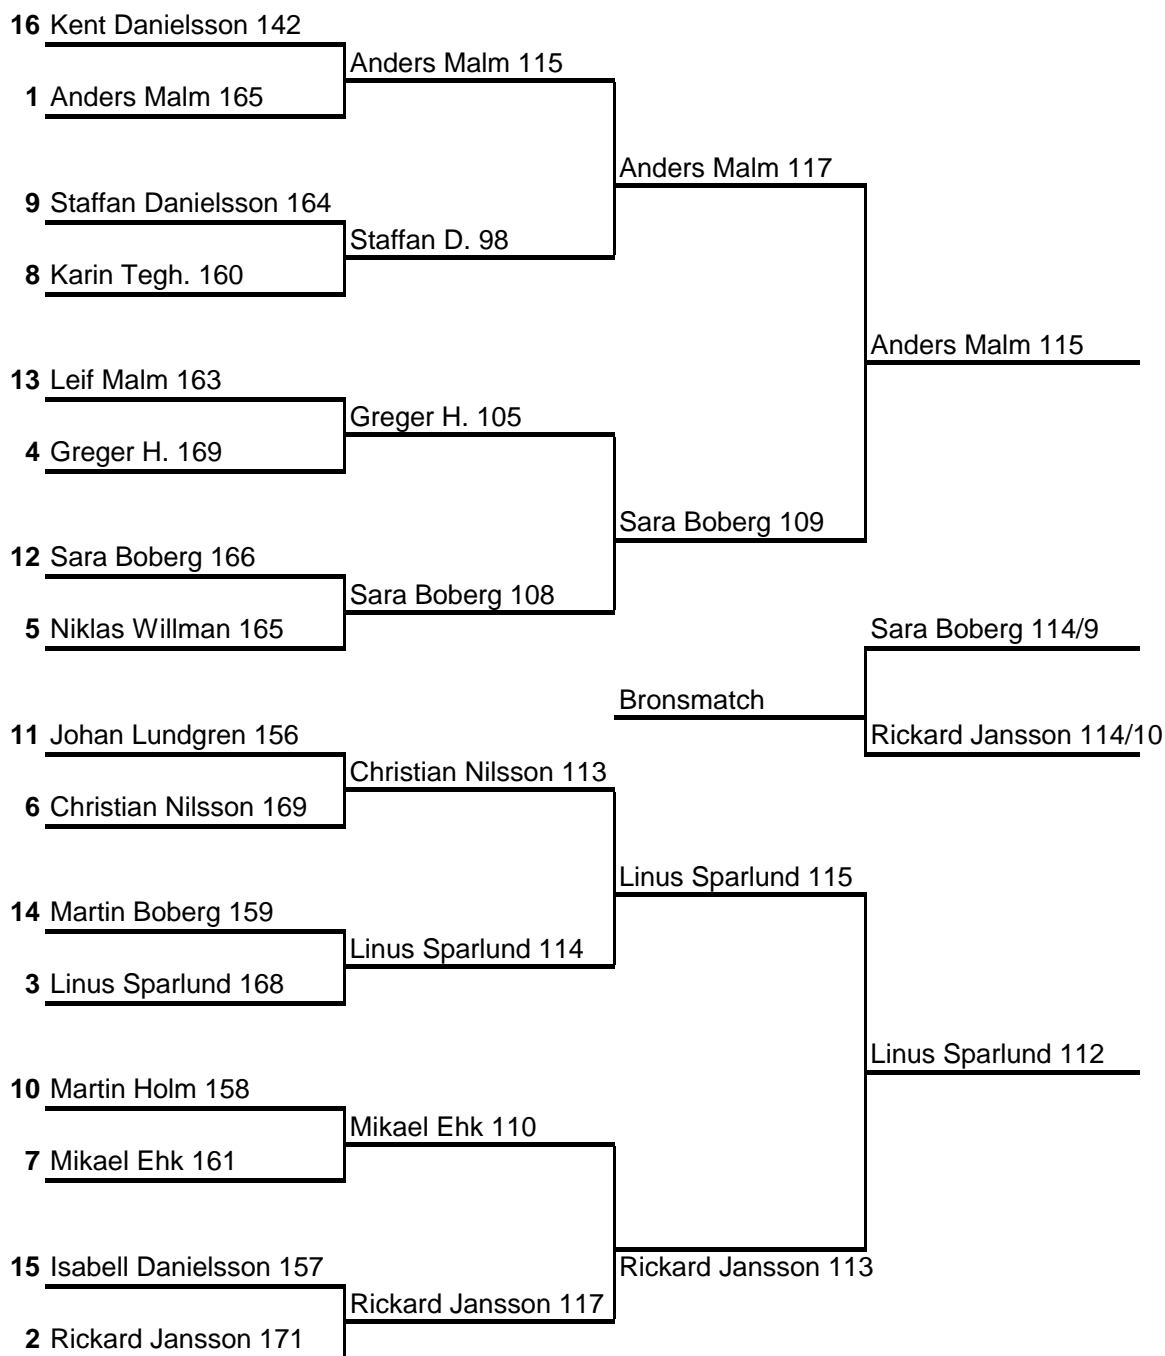 16 Kent Danielsson 142
Anders Malm 115
1 Anders Malm 165
Anders Malm 117
9 Staffan Danielsson 164
Staffan D. 98
8 Karin Tegh. 160
Anders Malm 115
13 Leif Malm 163
Greger H. 105
4 Greger H. 169
Sara Boberg 109
12 Sara Boberg 166
Sara Boberg 108
5 Niklas Willman 165
Sara Boberg 114/9
Bronsmatch
Rickard Jansson 114/10
11 Johan Lundgren 156
Christian Nilsson 113
6 Christian Nilsson 169
Linus Sparlund 115
14 Martin Boberg 159
Linus Sparlund 114
3 Linus Sparlund 168
Linus Sparlund 112
10 Martin Holm 158
Mikael Ehk 110
7 Mikael Ehk 161
Rickard Jansson 113
15 Isabell Danielsson 157
Rickard Jansson 117
2 Rickard Jansson 171